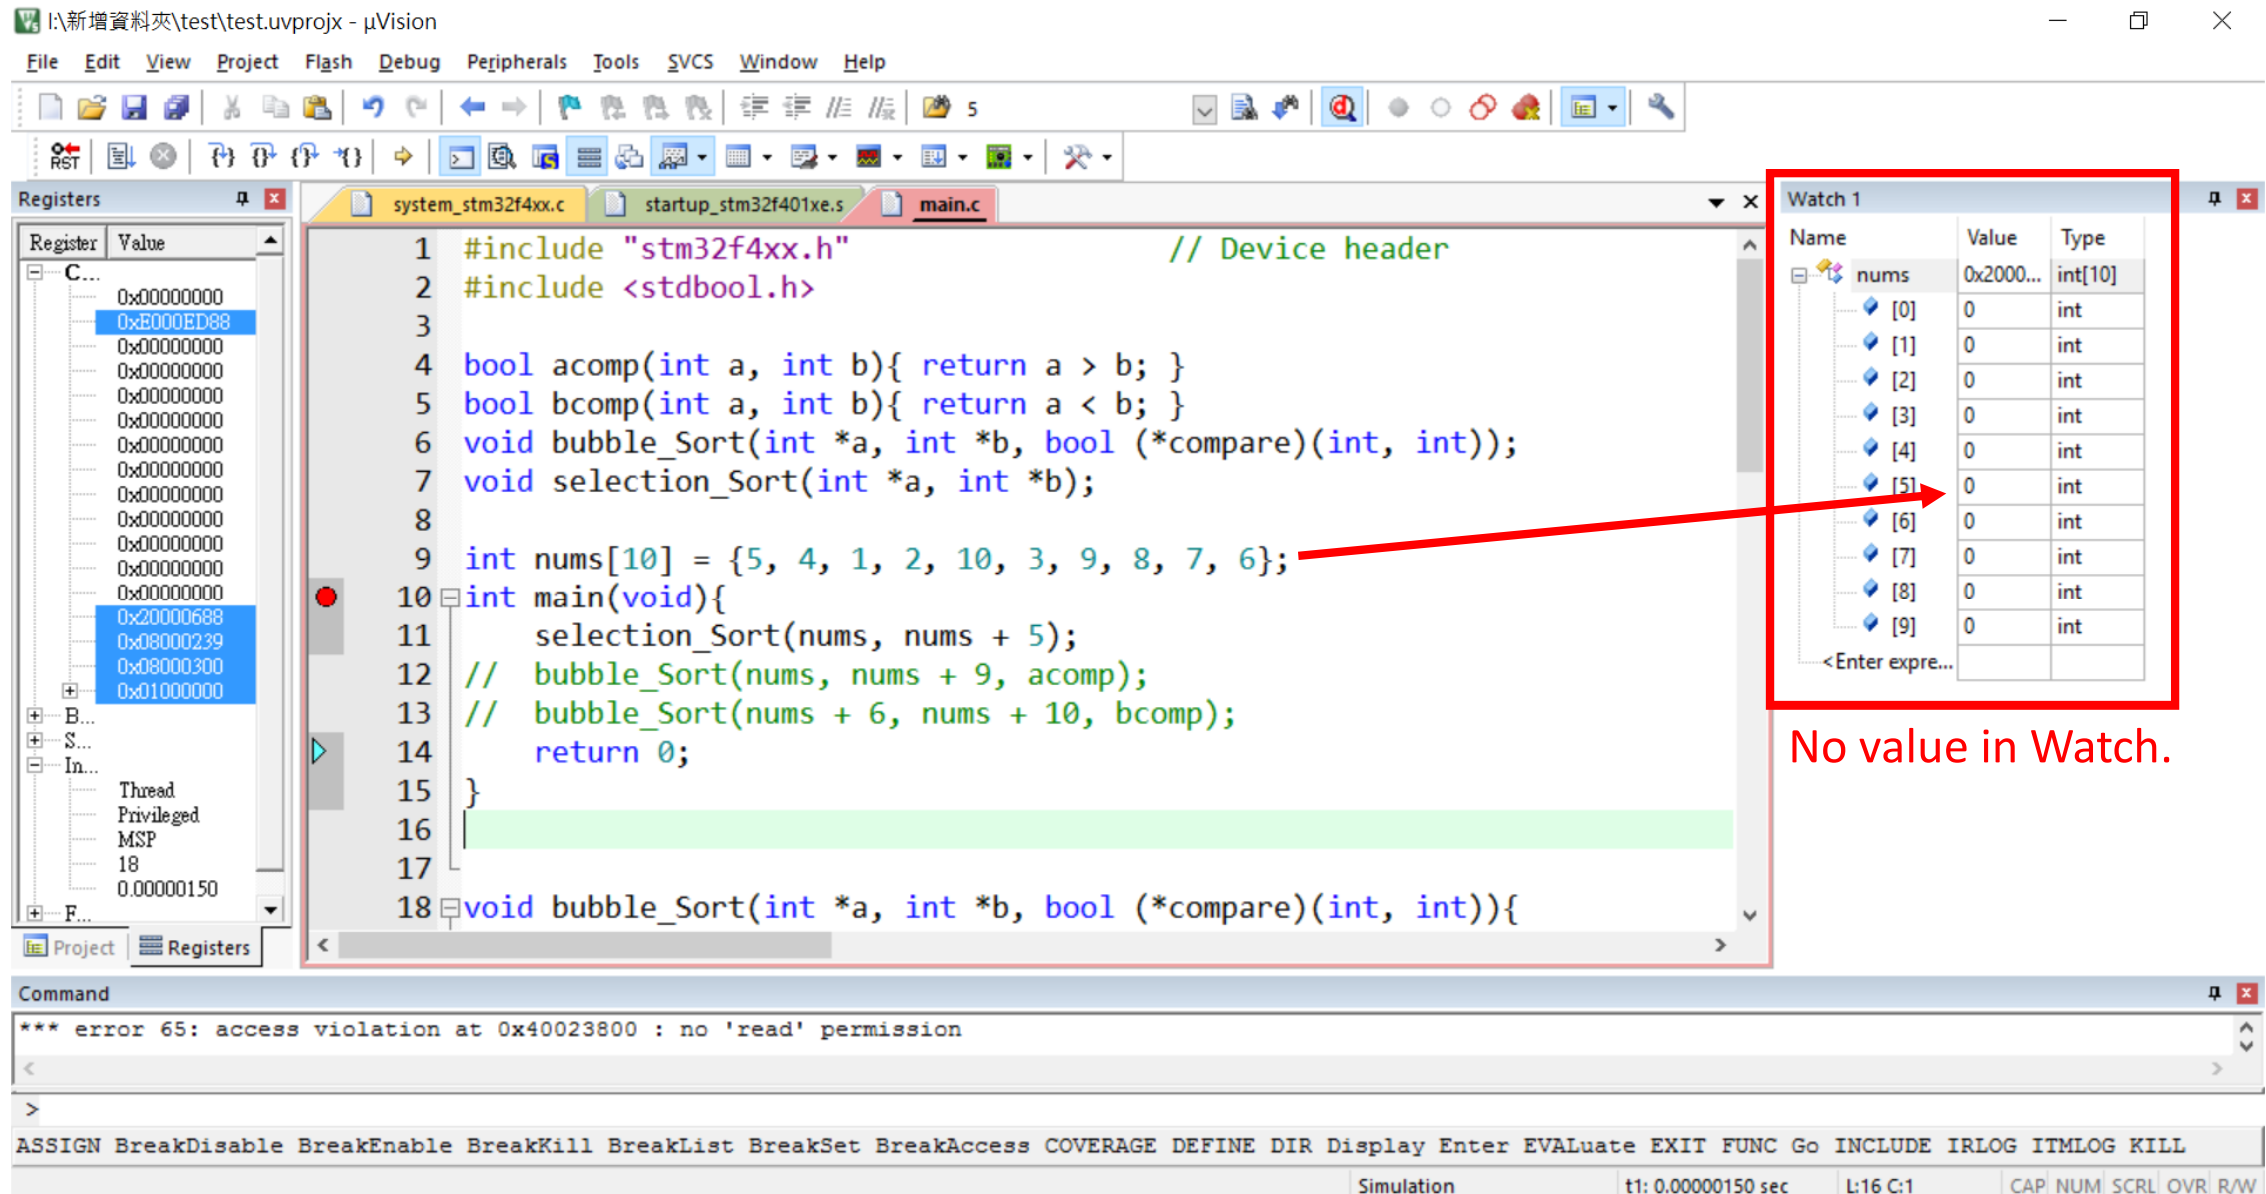 I:\新增資料夾\test\test.uvprojx - µVision
File Edit View Project Flash Debug Peripherals Tools SVCS Window Help
5
RST
Registers
Register Value
C...
0x00000000
0xE000ED88
0x00000000
0x00000000
0x00000000
0x00000000
0x00000000
0x00000000
0x00000000
0x00000000
0x00000000
0x00000000
0x00000000
0x20000688
0x08000239
0x08000300
0x01000000
B...
S...
In...
Thread
Privileged
MSP
18
0.00000150
F...
Project Registers
system_stm32f4xx.c startup_stm32f401xe.s main.c
1 #include "stm32f4xx.h" // Device header
2 #include <stdbool.h>
3
4 bool acomp(int a, int b){ return a > b; }
5 bool bcomp(int a, int b){ return a < b; }
6 void bubble_Sort(int *a, int *b, bool (*compare)(int, int));
7 void selection_Sort(int *a, int *b);
8
9 int nums[10] = {5, 4, 1, 2, 10, 3, 9, 8, 7, 6};
10 int main(void){
11 selection_Sort(nums, nums + 5);
12 // bubble_Sort(nums, nums + 9, acomp);
13 // bubble_Sort(nums + 6, nums + 10, bcomp);
14 return 0;
15 }
16
17
18 void bubble_Sort(int *a, int *b, bool (*compare)(int, int)){
Watch 1
Name Value Type
nums 0x2000... int[10]
[0] 0 int
[1] 0 int
[2] 0 int
[3] 0 int
[4] 0 int
[5] 0 int
[6] 0 int
[7] 0 int
[8] 0 int
[9] 0 int
<Enter expre...
No value in Watch.
Command
*** error 65: access violation at 0x40023800 : no 'read' permission
>
ASSIGN BreakDisable BreakEnable BreakKill BreakList BreakSet BreakAccess COVERAGE DEFINE DIR Display Enter EVALuate EXIT FUNC Go INCLUDE IRLOG ITMLOG KILL
Simulation t1: 0.00000150 sec L:16 C:1 CAP NUM SCRL OVR R/W